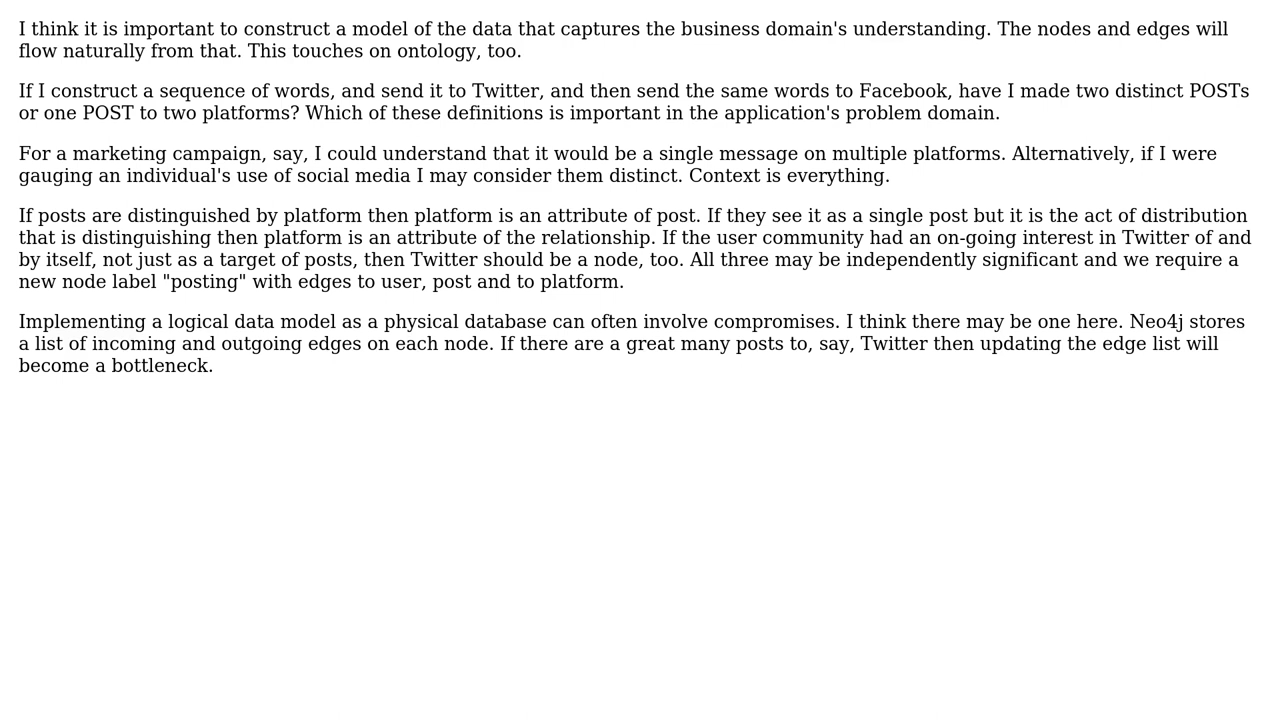 I think it is important to construct a model of the data that captures the business domain's understanding. The nodes and edges will
flow naturally from that. This touches on ontology, too.
If I construct a sequence of words, and send it to Twitter, and then send the same words to Facebook, have I made two distinct POSTs
or one POST to two platforms? Which of these definitions is important in the application's problem domain.
For a marketing campaign, say, I could understand that it would be a single message on multiple platforms. Alternatively, if I were
gauging an individual's use of social media I may consider them distinct. Context is everything.
If posts are distinguished by platform then platform is an attribute of post. If they see it as a single post but it is the act of distribution
that is distinguishing then platform is an attribute of the relationship. If the user community had an on-going interest in Twitter of and
by itself, not just as a target of posts, then Twitter should be a node, too. All three may be independently significant and we require a
new node label "posting" with edges to user, post and to platform.
Implementing a logical data model as a physical database can often involve compromises. I think there may be one here. Neo4j stores
a list of incoming and outgoing edges on each node. If there are a great many posts to, say, Twitter then updating the edge list will
become a bottleneck.